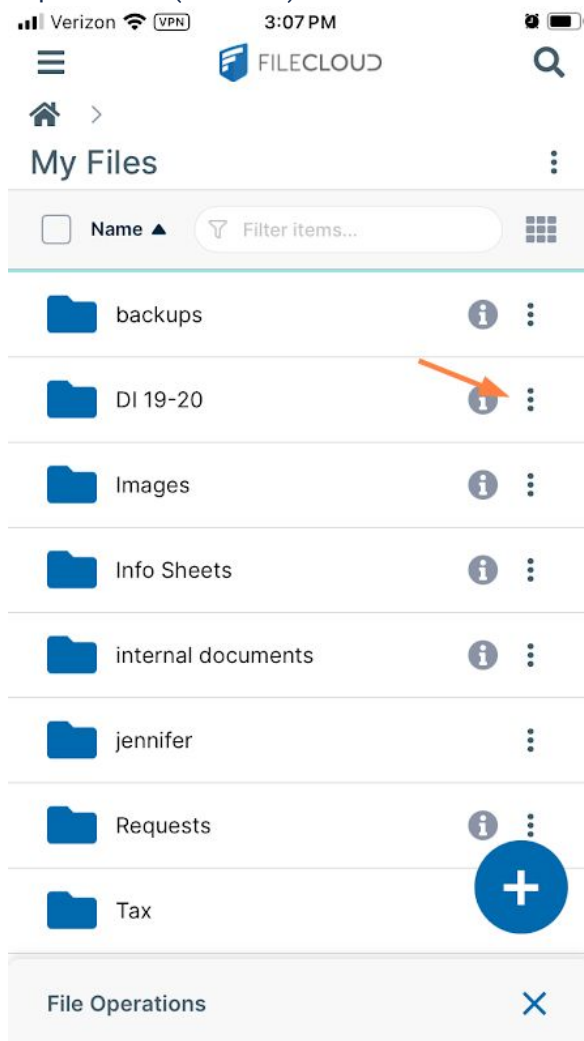 Verizon VPN 3:07 PM
FILECLOUD
My Files
Name Filter items...
backups
DI 19-20
Images
Info Sheets
internal documents
jennifer
Requests
Tax
File Operations